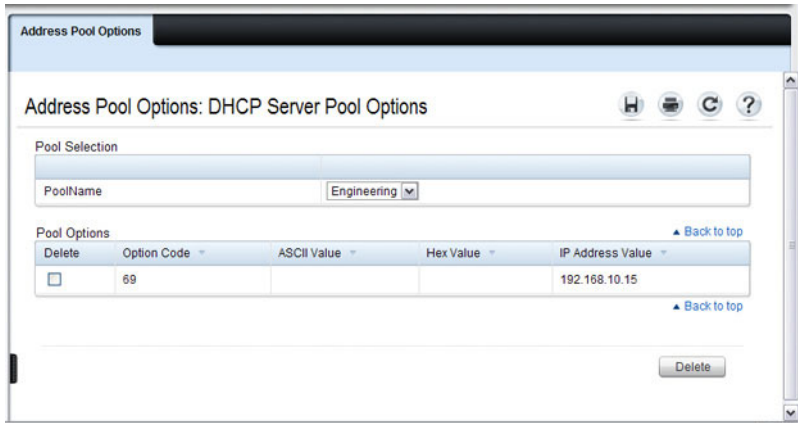 Address Pool Options
Address Pool Options: DHCP Server Pool Options
Pool Selection
PoolName Engineering
Pool Options Back to top
Delete Option Code ASCII Value Hex Value IP Address Value
69 192.168.10.15
Back to top
Delete